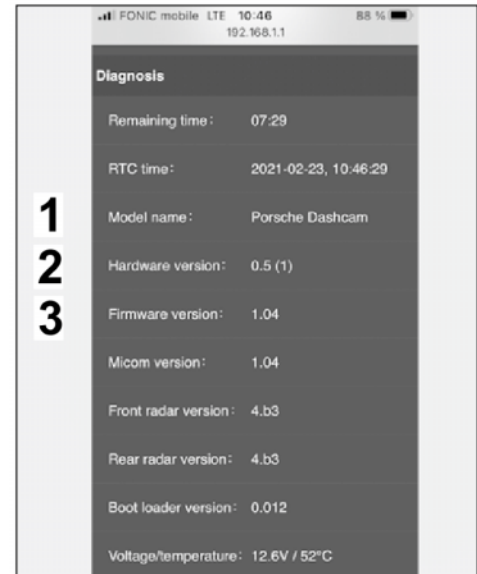 FONIC mobile LTE 10:46 88 %
192.168.1.1
Diagnosis
Remaining time: 07:29
RTC time: 2021-02-23, 10:46:29
1 Model name: Porsche Dashcam
2 Hardware version: 0.5 (1)
3 Firmware version: 1.04
Micom version: 1.04
Front radar version: 4.b3
Rear radar version: 4.b3
Boot loader version: 0.012
Voltage/temperature: 12.6V / 52°C